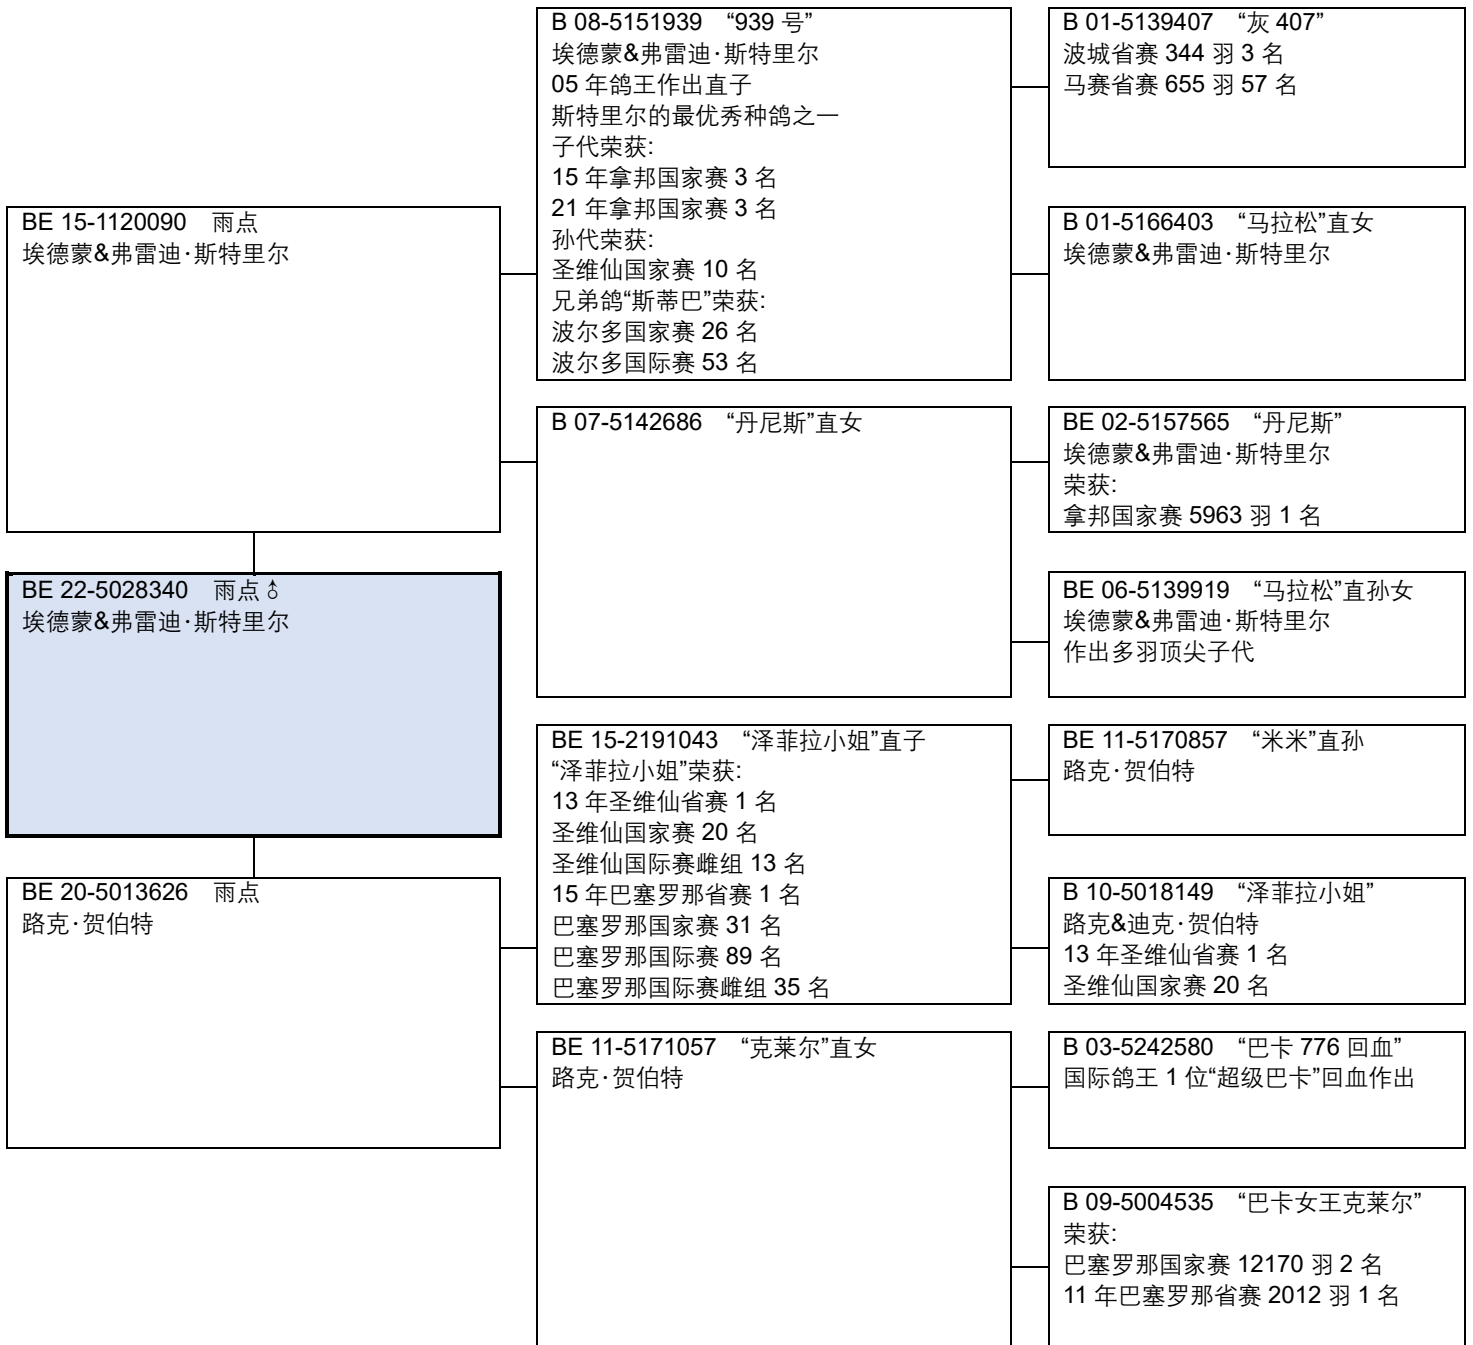 BE 15-1120090 雨点
埃德蒙&弗雷迪·斯特里尔
BE 22-5028340 雨点♂
埃德蒙&弗雷迪·斯特里尔
BE 20-5013626 雨点
路克·贺伯特
B 08-5151939 “939 号”
埃德蒙&弗雷迪·斯特里尔
05 年鸽王作出直子
斯特里尔的最优秀种鸽之一
子代荣获:
15 年拿邦国家赛 3 名
21 年拿邦国家赛 3 名
孙代荣获:
圣维仙国家赛 10 名
兄弟鸽“斯蒂巴”荣获:
波尔多国家赛 26 名
波尔多国际赛 53 名
B 07-5142686 “丹尼斯”直女
BE 15-2191043 “泽菲拉小姐”直子
“泽菲拉小姐”荣获:
13 年圣维仙省赛 1 名
圣维仙国家赛 20 名
圣维仙国际赛雌组 13 名
15 年巴塞罗那省赛 1 名
巴塞罗那国家赛 31 名
巴塞罗那国际赛 89 名
巴塞罗那国际赛雌组 35 名
BE 11-5171057 “克莱尔”直女
路克·贺伯特
B 01-5139407 “灰 407”
波城省赛 344 羽 3 名
马赛省赛 655 羽 57 名
B 01-5166403 “马拉松”直女
埃德蒙&弗雷迪·斯特里尔
BE 02-5157565 “丹尼斯”
埃德蒙&弗雷迪·斯特里尔
荣获:
拿邦国家赛 5963 羽 1 名
BE 06-5139919 “马拉松”直孙女
埃德蒙&弗雷迪·斯特里尔
作出多羽顶尖子代
BE 11-5170857 “米米”直孙
路克·贺伯特
B 10-5018149 “泽菲拉小姐”
路克&迪克·贺伯特
13 年圣维仙省赛 1 名
圣维仙国家赛 20 名
B 03-5242580 “巴卡 776 回血”
国际鸽王 1 位“超级巴卡”回血作出
B 09-5004535 “巴卡女王克莱尔”
荣获:
巴塞罗那国家赛 12170 羽 2 名
11 年巴塞罗那省赛 2012 羽 1 名